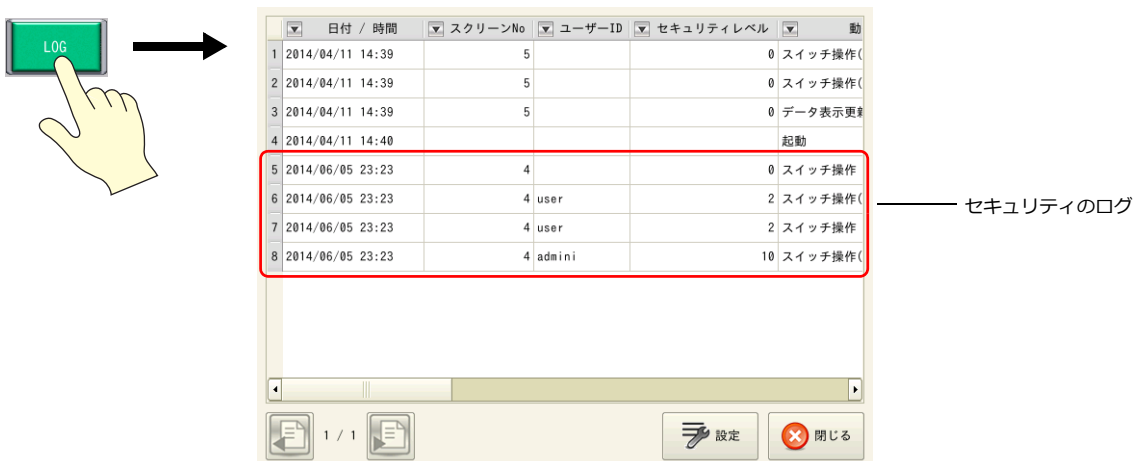 LOG
日付 / 時間 スクリーンNo ユーザーID セキュリティレベル 動
1 2014/04/11 14:39 5 0 スイッチ操作(
2 2014/04/11 14:39 5 0 スイッチ操作(
3 2014/04/11 14:39 5 0 データ表示更新
4 2014/04/11 14:40 起動
5 2014/06/05 23:23 4 0 スイッチ操作
6 2014/06/05 23:23 4 user 2 スイッチ操作(
7 2014/06/05 23:23 4 user 2 スイッチ操作
8 2014/06/05 23:23 4 admini 10 スイッチ操作(
セキュリティのログ
1 / 1 設定 閉じる